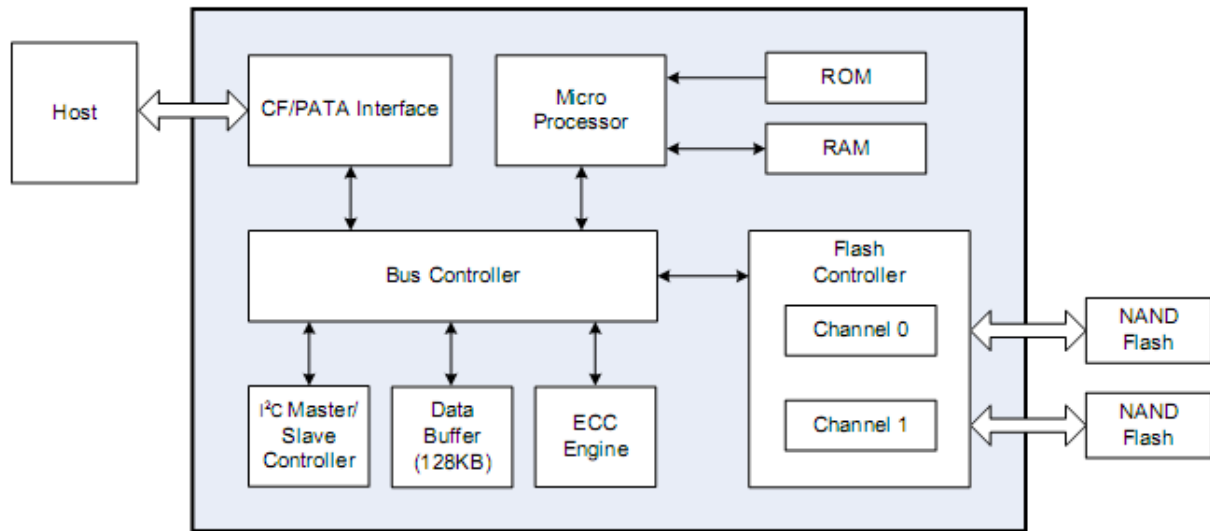 Host
CF/PATA Interface
Micro
Processor
ROM
RAM
Bus Controller
Flash
Controller
Channel 0
Channel 1
NAND
Flash
NAND
Flash
I²C Master/
Slave
Controller
Data
Buffer
(128KB)
ECC
Engine